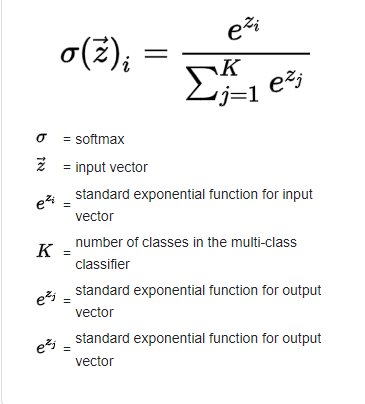 σ(z⃗)ᵢ = e^{z_i} / ∑_{j=1}^{K} e^{z_j}
σ = softmax
z⃗ = input vector
e^{z_i} = standard exponential function for input
vector
K = number of classes in the multi-class
classifier
e^{z_j} = standard exponential function for output
vector
e^{z_j} = standard exponential function for output
vector